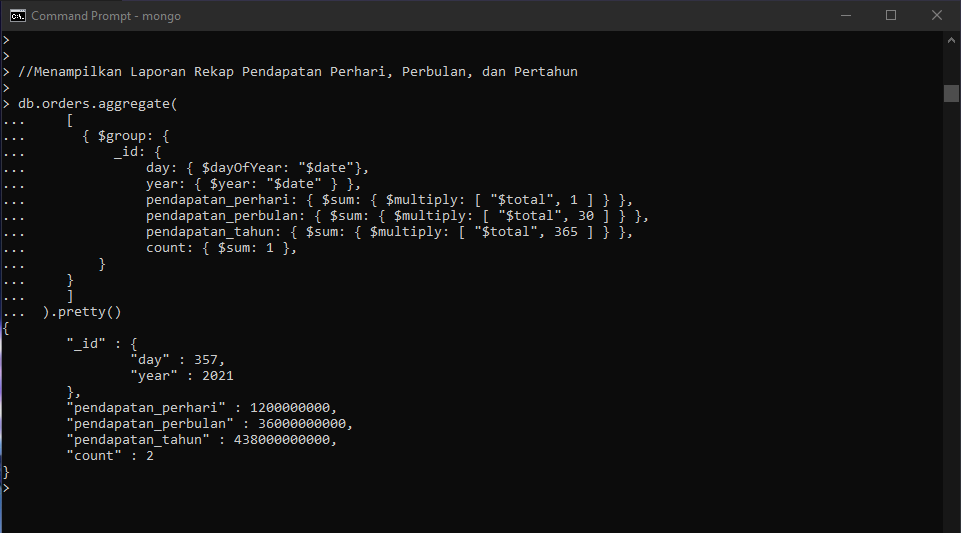 Command Prompt - mongo
>
>
> //Menampilkan Laporan Rekap Pendapatan Perhari, Perbulan, dan Pertahun
>
> db.orders.aggregate(
...     [
...       { $group: {
...           _id: {
...               day: { $dayOfYear: "$date"},
...               year: { $year: "$date" } },
...               pendapatan_perhari: { $sum: { $multiply: [ "$total", 1 ] } },
...               pendapatan_perbulan: { $sum: { $multiply: [ "$total", 30 ] } },
...               pendapatan_tahun: { $sum: { $multiply: [ "$total", 365 ] } },
...               count: { $sum: 1 },
...         }
...     }
...     ]
...  ).pretty()
{
        "_id" : {
                "day" : 357,
                "year" : 2021
        },
        "pendapatan_perhari" : 1200000000,
        "pendapatan_perbulan" : 36000000000,
        "pendapatan_tahun" : 438000000000,
        "count" : 2
}
>